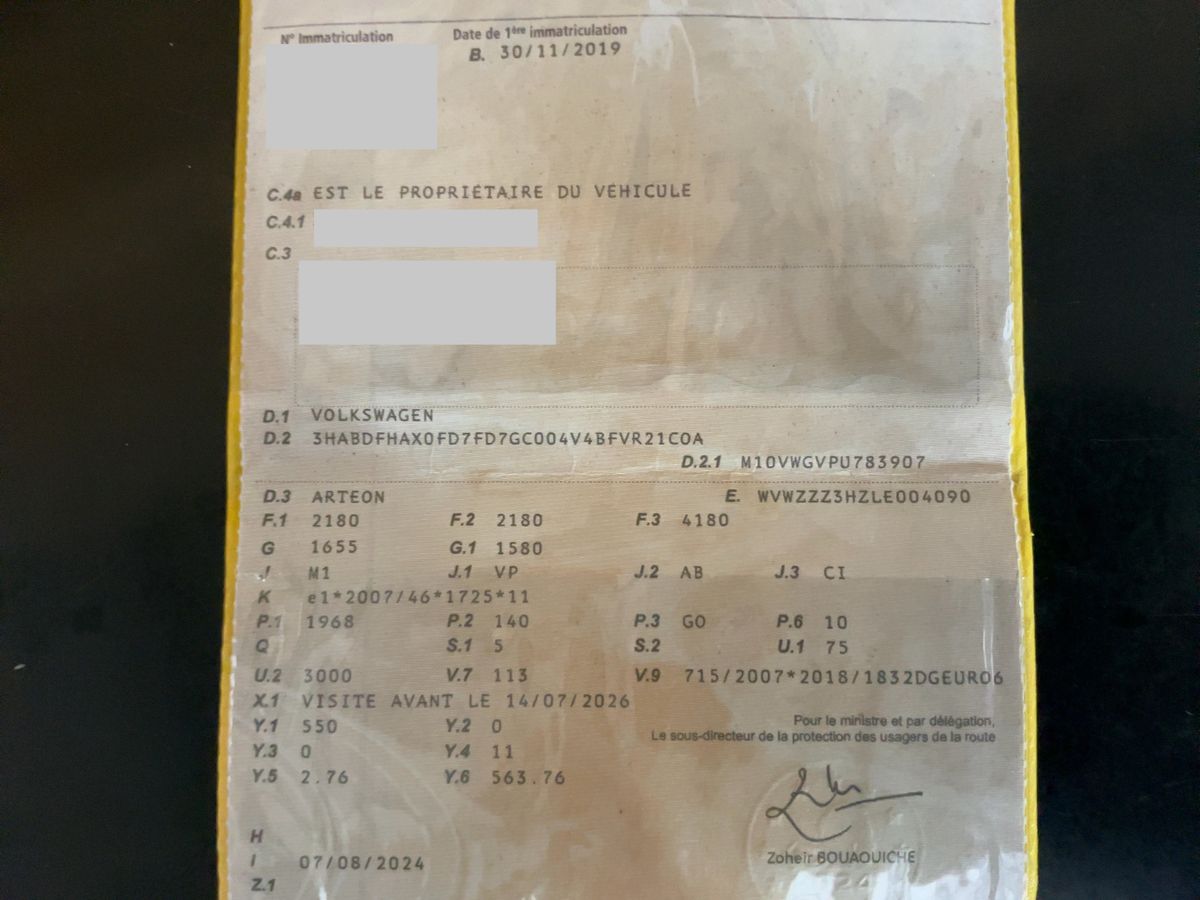 N° Immatriculation Date de 1ère immatriculation
B. 30/11/2019
C.4a EST LE PROPRIÉTAIRE DU VÉHICULE
C.4.1
C.3
D.1 VOLKSWAGEN
D.2 3HABDFHAX0FD7FD7GC004V4BFVR21C0A
D.2.1 M10VWGVPU783907
D.3 ARTEON E. WVWZZZ3HZLE004090
F.1 2180 F.2 2180 F.3 4180
G 1655 G.1 1580
J M1 J.1 VP J.2 AB J.3 CI
K e1*2007/46*1725*11
P.1 1968 P.2 140 P.3 GO P.6 10
Q S.1 5 S.2 U.1 75
U.2 3000 V.7 113 V.9 715/2007*2018/1832DGEURO6
X.1 VISITE AVANT LE 14/07/2026
Y.1 550 Y.2 0
Pour le ministre et par délégation,
Le sous-directeur de la protection des usagers de la route
Y.3 0 Y.4 11
Y.5 2.76 Y.6 563.76
H
I 07/08/2024
Zoheir BOUAOUICHE
Z.1